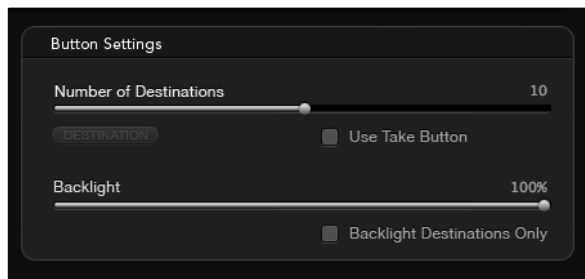 Button Settings
Number of Destinations 10
DESTINATION Use Take Button
Backlight 100%
Backlight Destinations Only